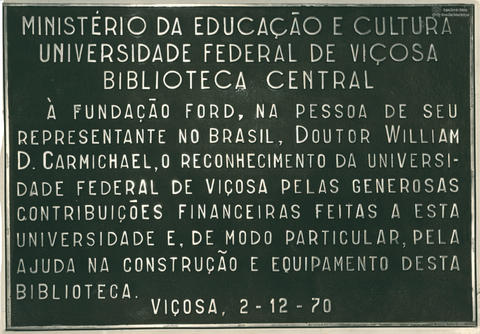 MINISTÉRIO DA EDUCAÇÃO E CULTURA
UNIVERSIDADE FEDERAL DE VIÇOSA
BIBLIOTECA CENTRAL
À FUNDAÇÃO FORD, NA PESSOA DE SEU
REPRESENTANTE NO BRASIL, DOUTOR WILLIAM
D. CARMICHAEL, O RECONHECIMENTO DA UNIVERSI-
DADE FEDERAL DE VIÇOSA PELAS GENEROSAS
CONTRIBUIÇÕES FINANCEIRAS FEITAS A ESTA
UNIVERSIDADE E, DE MODO PARTICULAR, PELA
AJUDA NA CONSTRUÇÃO E EQUIPAMENTO DESTA
BIBLIOTECA.
VIÇOSA, 2-12-70